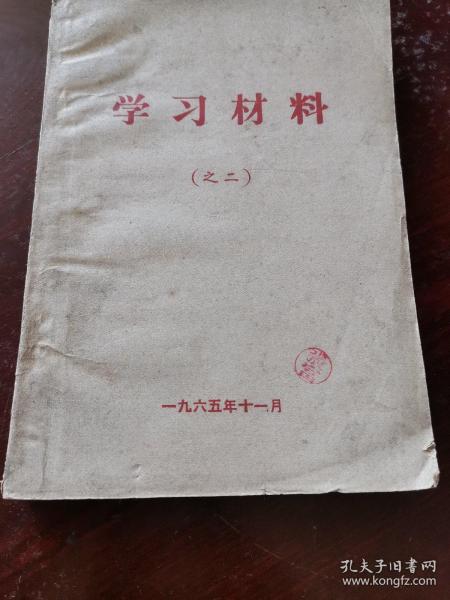 学习材料
（之二）
一九六五年十一月
孔夫子旧书网
www.kongfz.com